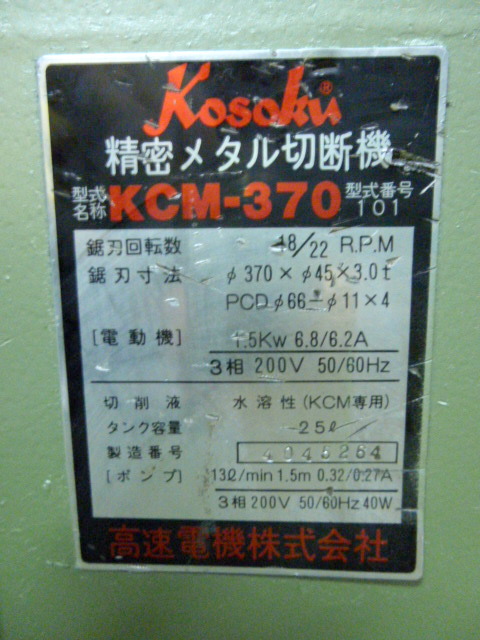 Kosoku®
精密メタル切断機
型式名称 KCM-370 型式番号 101
鋸刃回転数 18/22 R.P.M
鋸刃寸法 φ370×φ45×3.0t
PCDφ66-φ11×4
[電動機] 1.5Kw 6.8/6.2A
3相 200V 50/60Hz
切削液 水溶性(KCM専用)
タンク容量 25ℓ
製造番号 4045264
[ポンプ] 13ℓ/min 1.5m 0.32/0.27A
3相 200V 50/60Hz 40W
高速電機株式会社